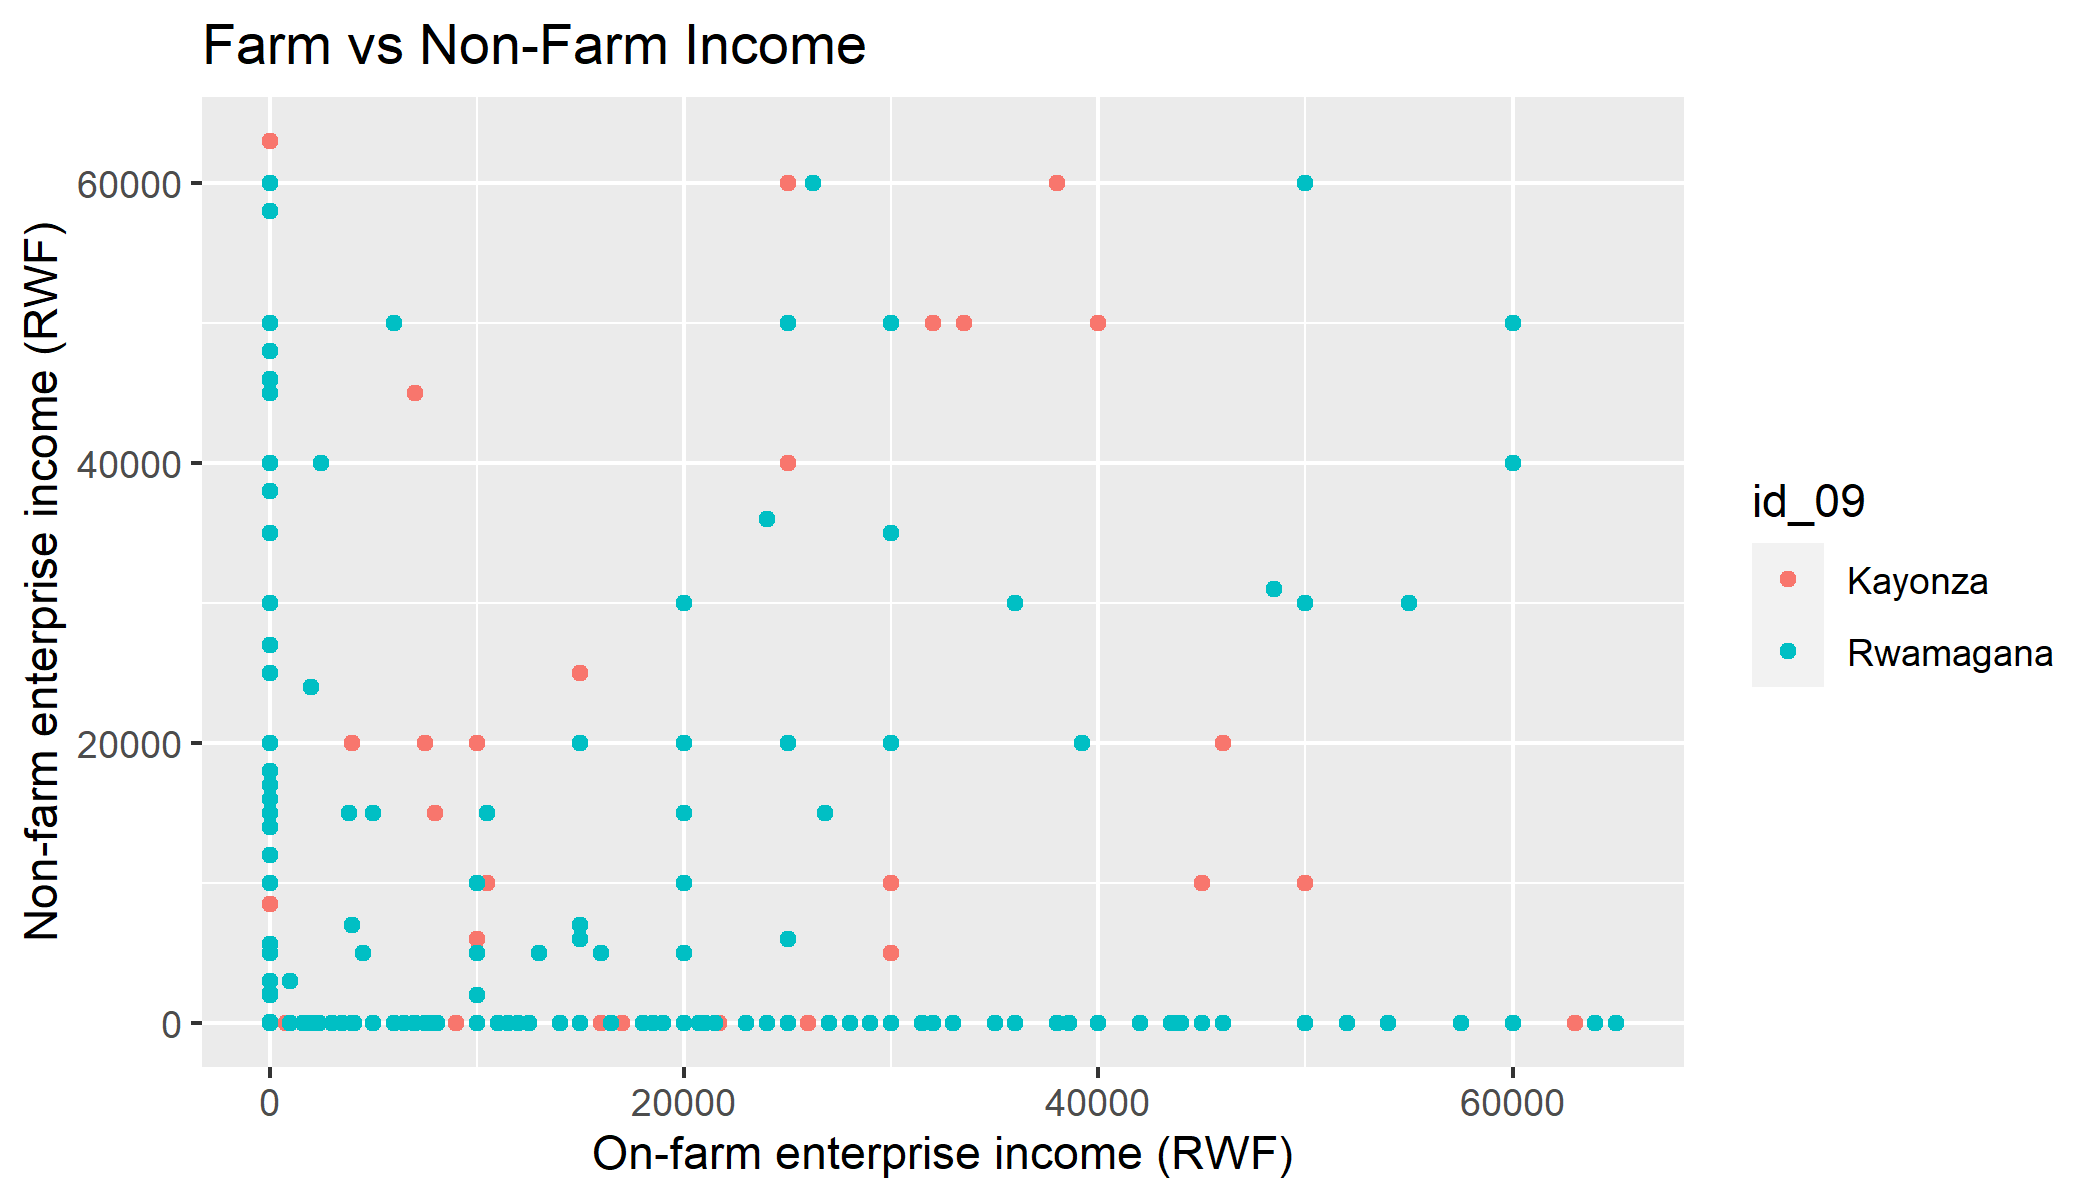 Farm vs Non-Farm Income
Non-farm enterprise income (RWF)
60000
40000
20000
0
0
20000
40000
60000
On-farm enterprise income (RWF)
id_09
Kayonza
Rwamagana